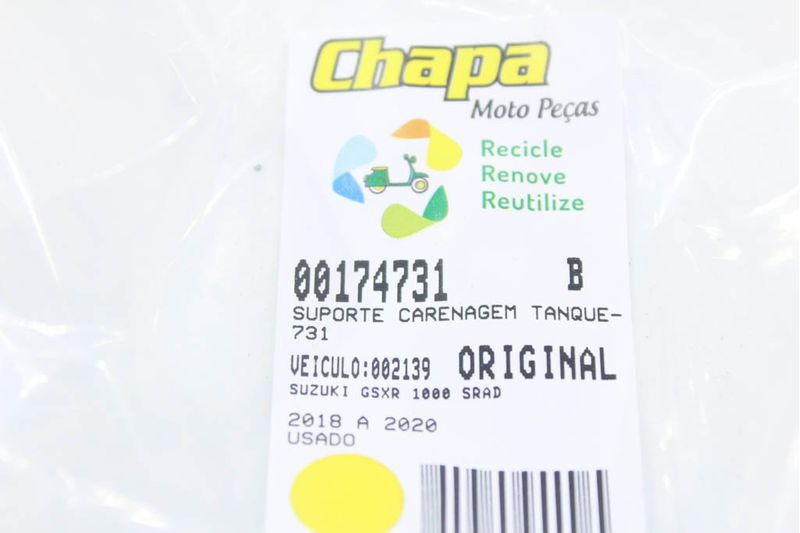 Chapa
Moto Peças
Recicle
Renove
Reutilize
00174731 B
SUPORTE CARENAGEM TANQUE-
731
VEICULO:002139 ORIGINAL
SUZUKI GSXR 1000 SRAD
2018 A 2020
USADO